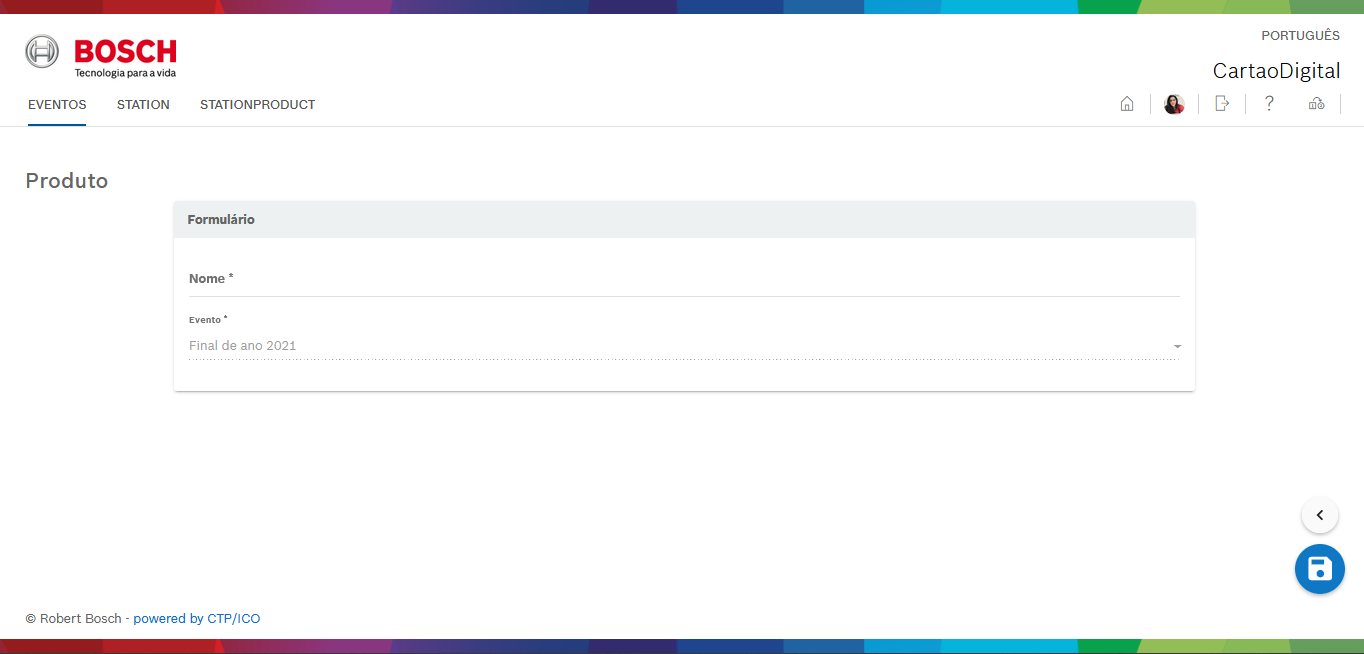 PORTUGUÊS
BOSCH
Tecnologia para a vida
CartaoDigital
EVENTOS STATION STATIONPRODUCT
?
Produto
Formulário
Nome *
Evento *
Final de ano 2021
© Robert Bosch - powered by CTP/ICO